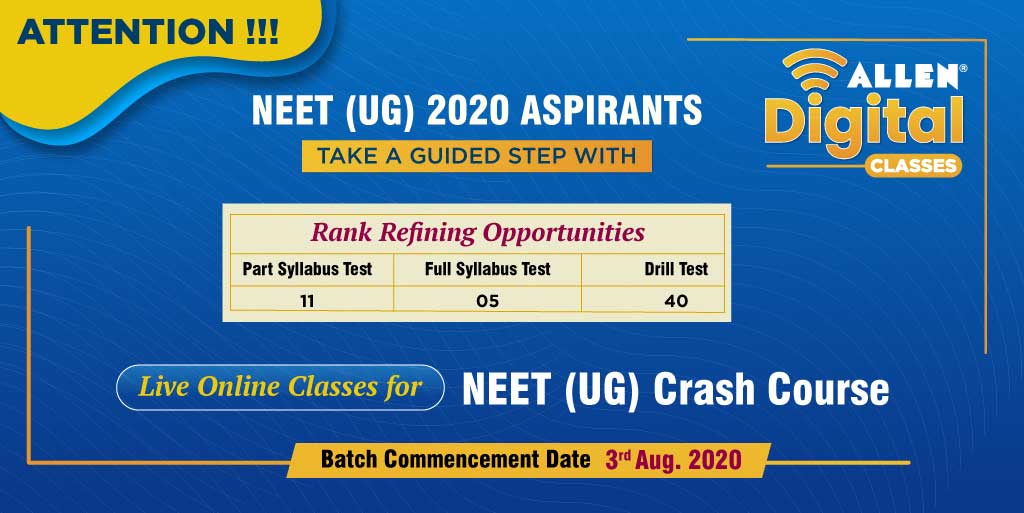 ATTENTION !!!
ALLEN®
Digital
CLASSES
NEET (UG) 2020 ASPIRANTS
TAKE A GUIDED STEP WITH
Rank Refining Opportunities
Part Syllabus Test Full Syllabus Test Drill Test
11 05 40
Live Online Classes for NEET (UG) Crash Course
Batch Commencement Date 3rd Aug. 2020